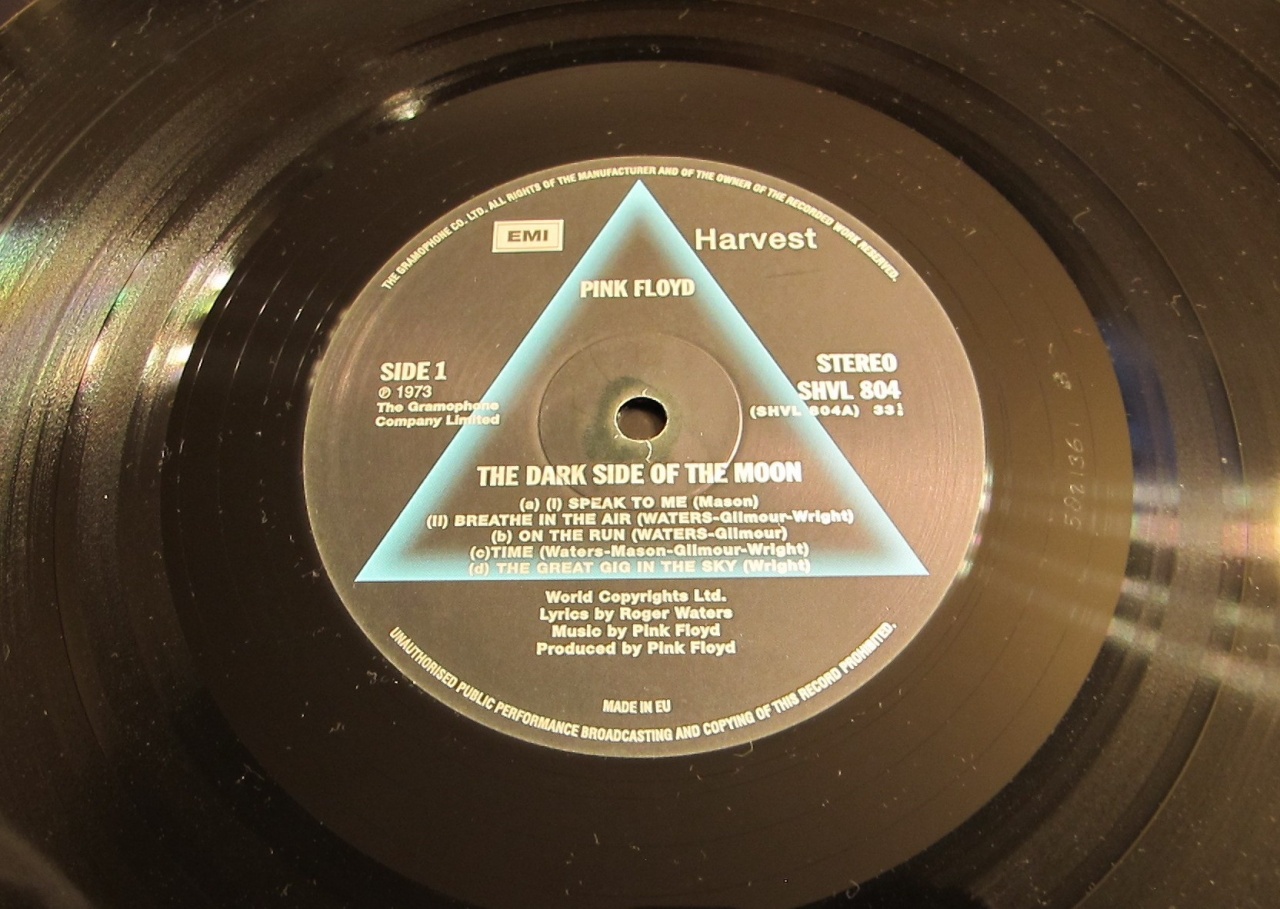 THE GRAMOPHONE CO. LTD. ALL RIGHTS OF THE MANUFACTURER AND OF THE OWNER OF THE RECORDED WORK RESERVED.
EMI
Harvest
PINK FLOYD
SIDE 1
℗ 1973
The Gramophone
Company Limited
STEREO
SHVL 804
(SHVL 804A) 33⅓
THE DARK SIDE OF THE MOON
(a) (I) SPEAK TO ME (Mason)
(II) BREATHE IN THE AIR (WATERS-Gilmour-Wright)
(b) ON THE RUN (WATERS-Gilmour)
(c)TIME (Waters-Mason-Gilmour-Wright)
(d) THE GREAT GIG IN THE SKY (Wright)
World Copyrights Ltd.
Lyrics by Roger Waters
Music by Pink Floyd
Produced by Pink Floyd
MADE IN EU
UNAUTHORISED PUBLIC PERFORMANCE BROADCASTING AND COPYING OF THIS RECORD PROHIBITED.